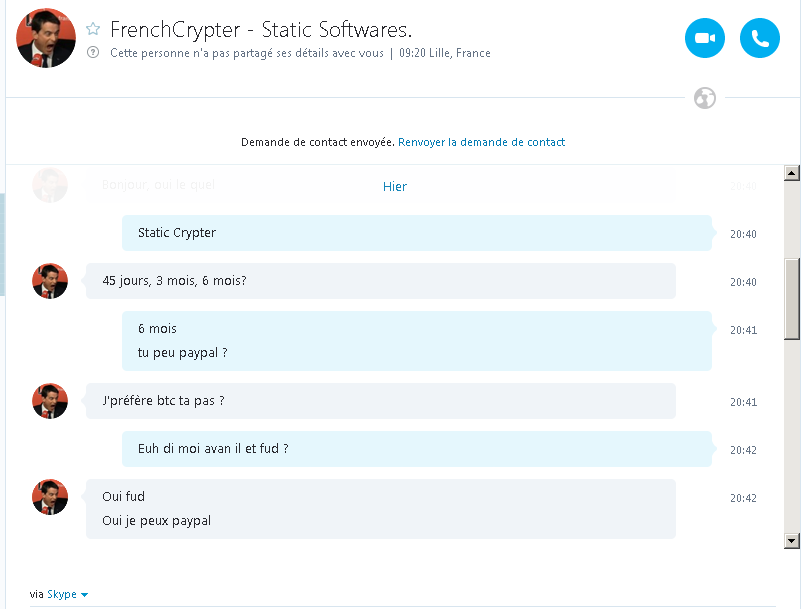 FrenchCrypter - Static Softwares.
Cette personne n'a pas partagé ses détails avec vous | 09:20 Lille, France
Demande de contact envoyée. Renvoyer la demande de contact
Bonjour, oui le quel 20:40
Hier
Static Crypter 20:40
45 jours, 3 mois, 6 mois? 20:40
6 mois 20:41
tu peu paypal ?
J'préfère btc ta pas ? 20:41
Euh di moi avan il et fud ? 20:42
Oui fud 20:42
Oui je peux paypal
via Skype